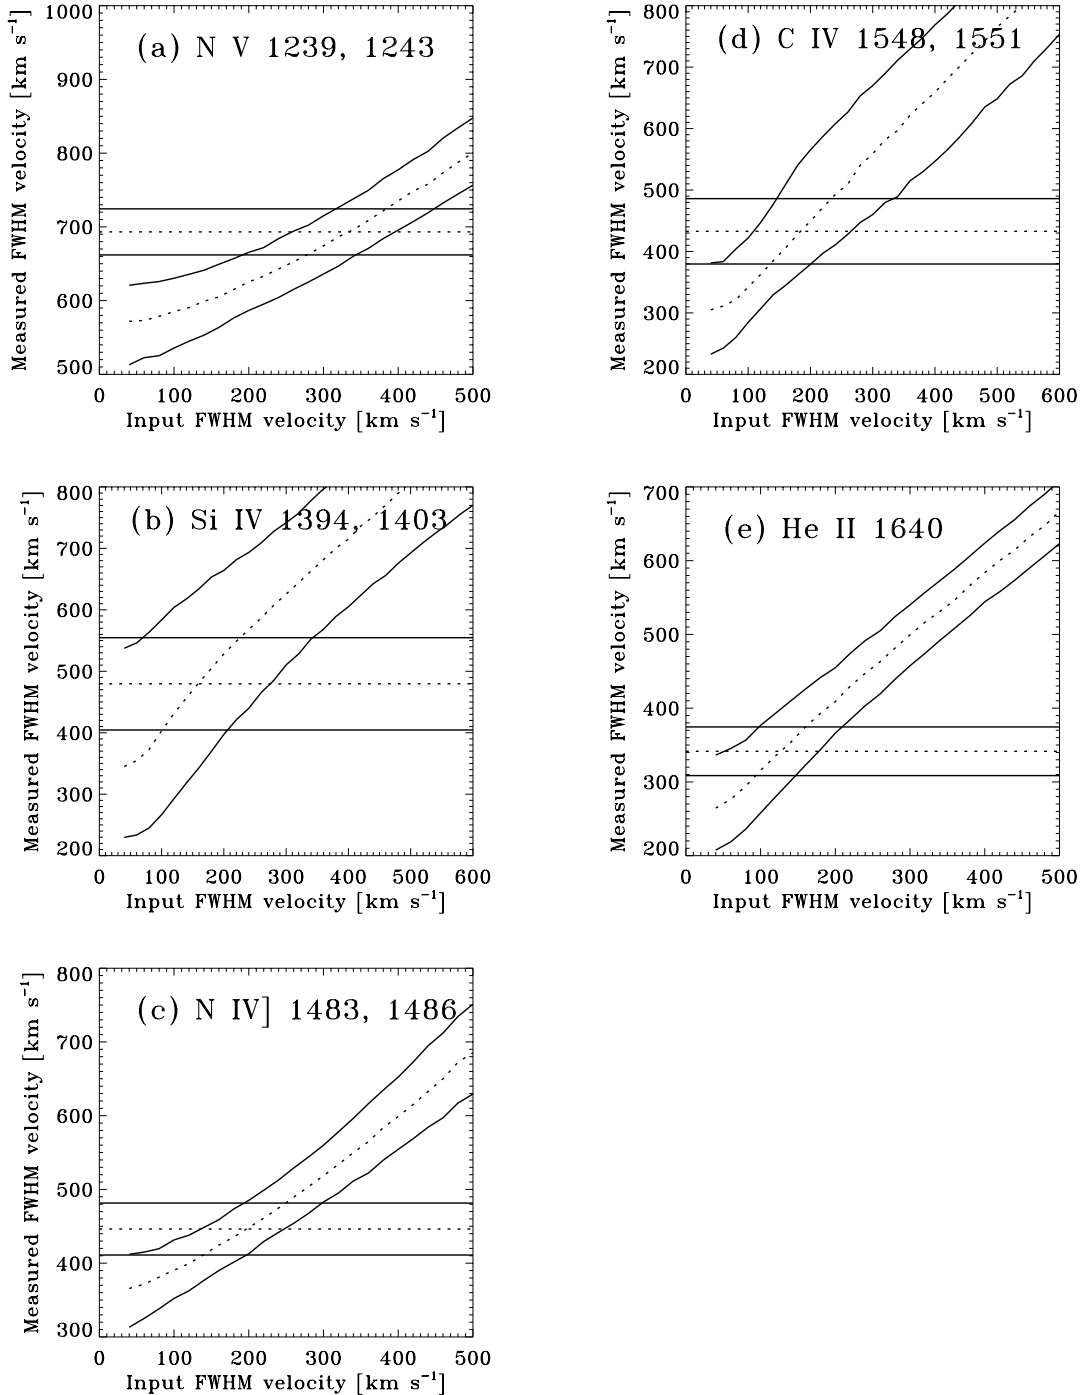 (a) N V 1239, 1243
Measured FWHM velocity [km s⁻¹]
1000
900
800
700
600
500
0 100 200 300 400 500
Input FWHM velocity [km s⁻¹]
(d) C IV 1548, 1551
Measured FWHM velocity [km s⁻¹]
800
700
600
500
400
300
200
0 100 200 300 400 500 600
Input FWHM velocity [km s⁻¹]
(b) Si IV 1394, 1403
Measured FWHM velocity [km s⁻¹]
800
700
600
500
400
300
200
0 100 200 300 400 500 600
Input FWHM velocity [km s⁻¹]
(e) He II 1640
Measured FWHM velocity [km s⁻¹]
700
600
500
400
300
200
0 100 200 300 400 500
Input FWHM velocity [km s⁻¹]
(c) N IV] 1483, 1486
Measured FWHM velocity [km s⁻¹]
800
700
600
500
400
300
0 100 200 300 400 500
Input FWHM velocity [km s⁻¹]